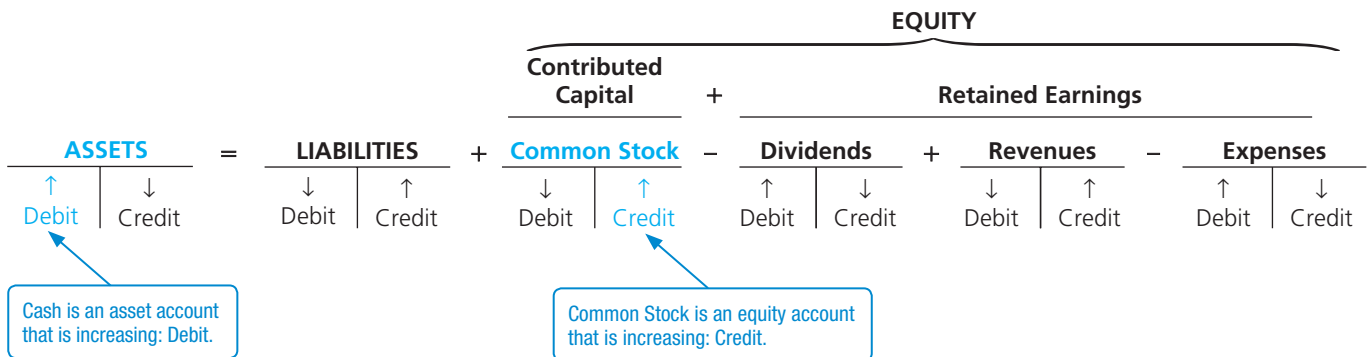 EQUITY
Contributed
Capital + Retained Earnings
ASSETS = LIABILITIES + Common Stock – Dividends + Revenues – Expenses
↑ ↓ ↓ ↑ ↓ ↑ ↑ ↓ ↓ ↑ ↑ ↓
Debit Credit Debit Credit Debit Credit Debit Credit Debit Credit Debit Credit
Cash is an asset account
that is increasing: Debit.
Common Stock is an equity account
that is increasing: Credit.